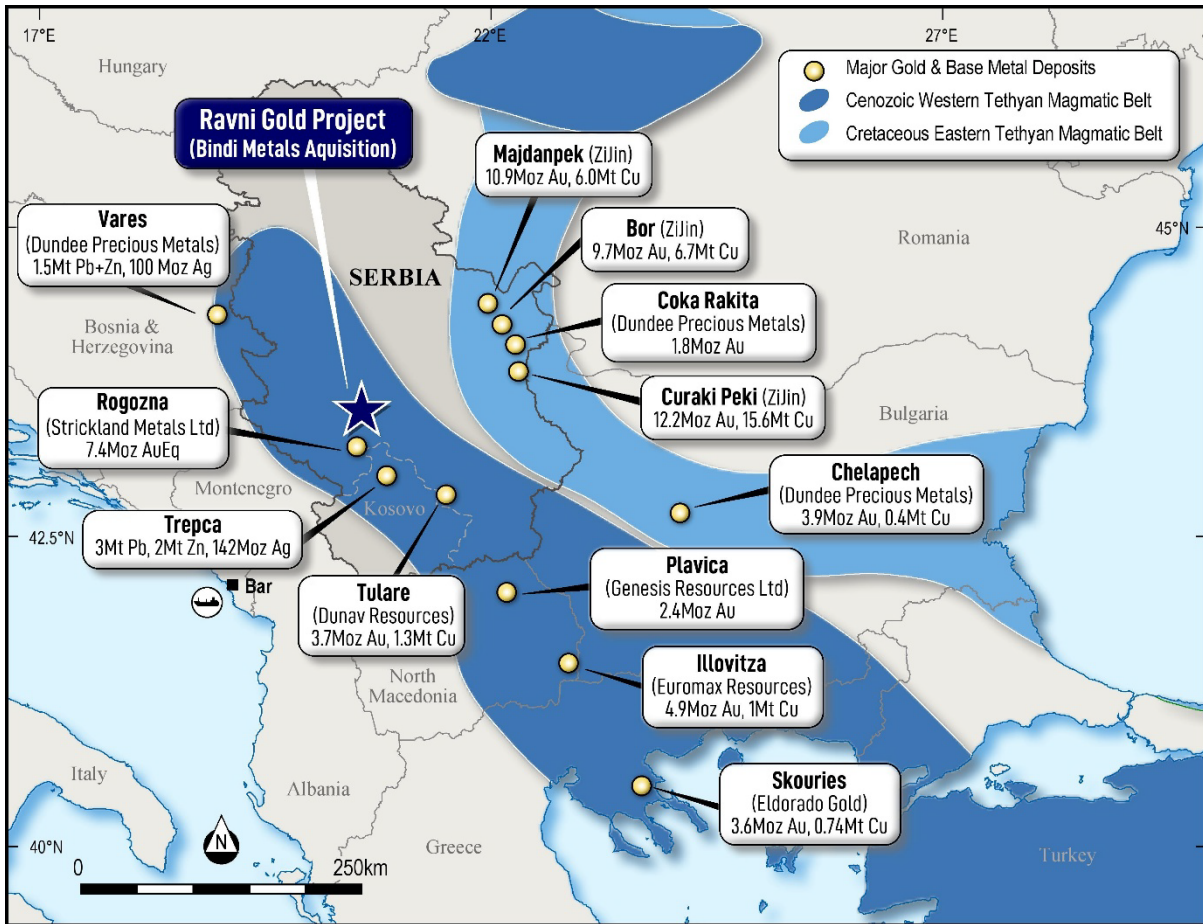 17°E
22°E
27°E
Hungary
Major Gold & Base Metal Deposits
Cenozoic Western Tethyan Magmatic Belt
Cretaceous Eastern Tethyan Magmatic Belt
Ravni Gold Project
(Bindi Metals Aquisition)
Majdanpek (ZiJin)
10.9Moz Au, 6.0Mt Cu
Vares
(Dundee Precious Metals)
1.5Mt Pb+Zn, 100 Moz Ag
Bor (ZiJin)
9.7Moz Au, 6.7Mt Cu
45°N
Romania
SERBIA
Coka Rakita
(Dundee Precious Metals)
1.8Moz Au
Bosnia &
Herzegovina
Curaki Peki (ZiJin)
12.2Moz Au, 15.6Mt Cu
Rogozna
(Strickland Metals Ltd)
7.4Moz AuEq
Bulgaria
Montenegro
Kosovo
Chelapech
(Dundee Precious Metals)
3.9Moz Au, 0.4Mt Cu
Trepca
3Mt Pb, 2Mt Zn, 142Moz Ag
42.5°N
Bar
Plavica
(Genesis Resources Ltd)
2.4Moz Au
Tulare
(Dunav Resources)
3.7Moz Au, 1.3Mt Cu
Illovitza
(Euromax Resources)
4.9Moz Au, 1Mt Cu
North
Macedonia
Italy
Albania
Skouries
(Eldorado Gold)
3.6Moz Au, 0.74Mt Cu
N
40°N
Greece
Turkey
0
250km